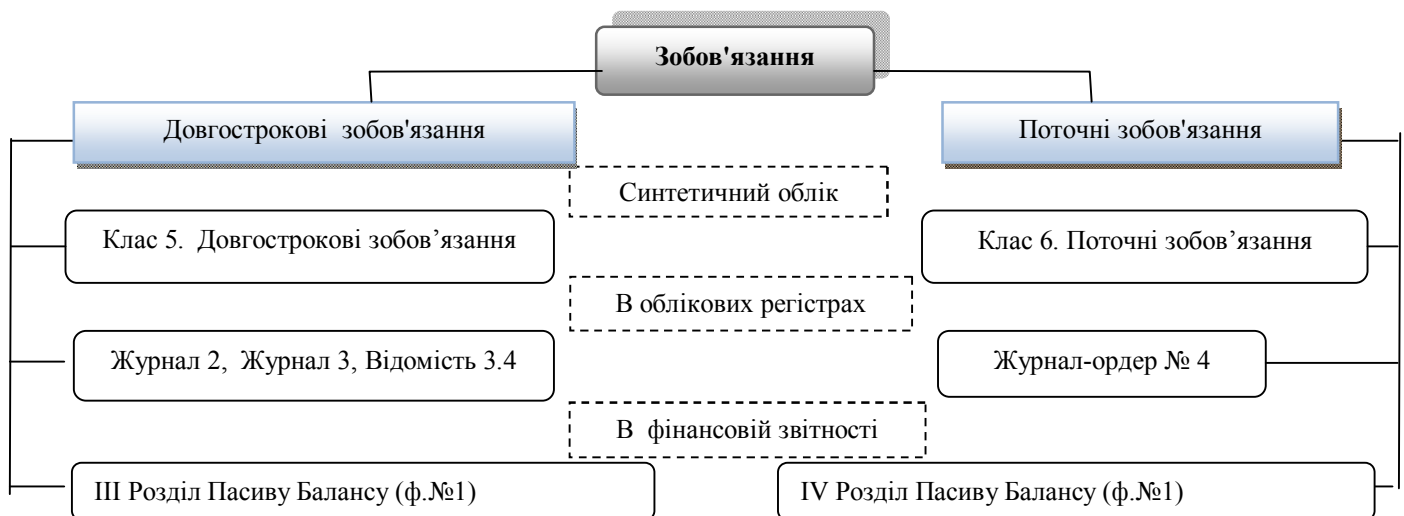 Зобов'язання
Довгострокові зобов'язання
Поточні зобов'язання
Синтетичний облік
Клас 5. Довгострокові зобов’язання
Клас 6. Поточні зобов’язання
В облікових регістрах
Журнал 2, Журнал 3, Відомість 3.4
Журнал-ордер № 4
В фінансовій звітності
ІІІ Розділ Пасиву Балансу (ф.№1)
IV Розділ Пасиву Балансу (ф.№1)